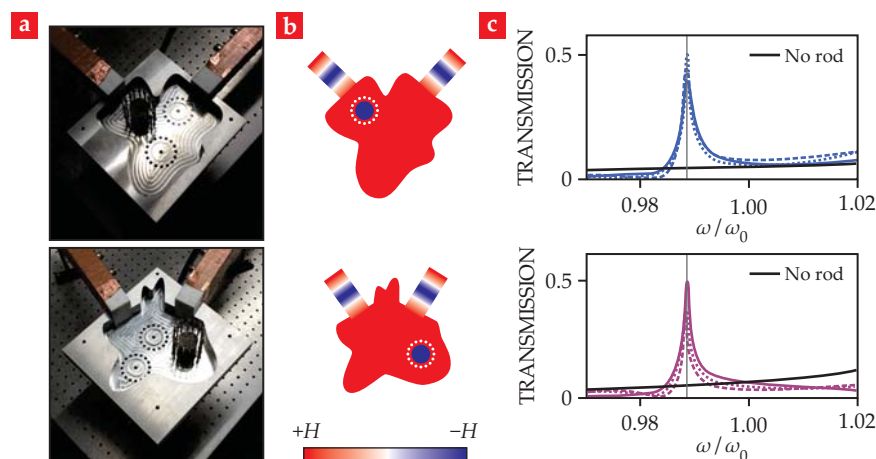 a
b
c
0.5
No rod
TRANSMISSION
0
0.98
1.00
1.02
ω/ω0
0.5
No rod
TRANSMISSION
0
0.98
1.00
1.02
ω/ω0
+H
−H